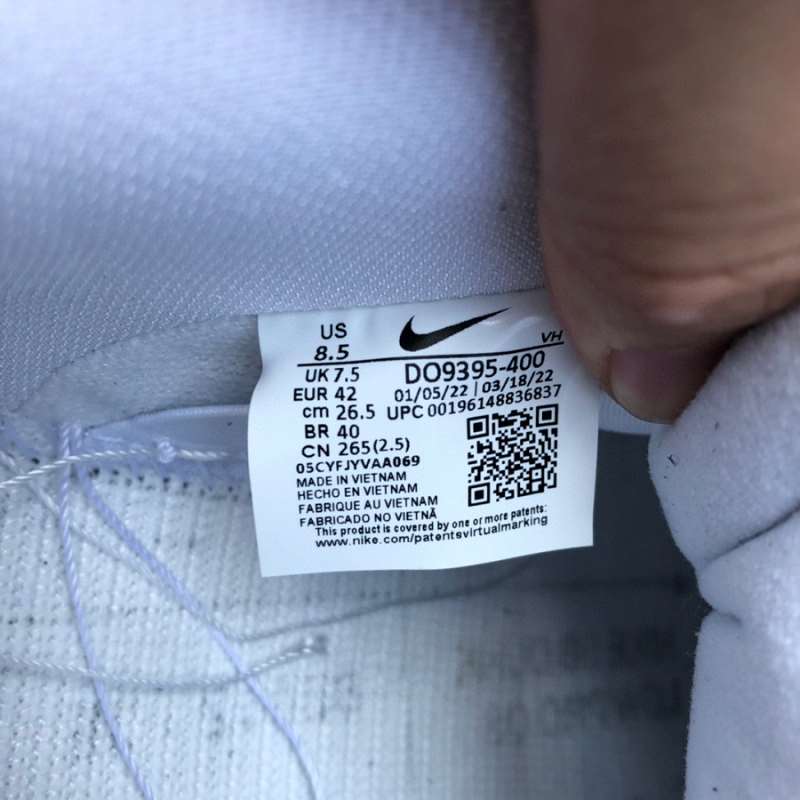 US
8.5
VH
UK 7.5
DO9395-400
EUR 42
01/05/22 | 03/18/22
cm 26.5
UPC 00196148836837
BR 40
CN 265(2.5)
05CYFJYVAA069
MADE IN VIETNAM
HECHO EN VIETNAM
FABRIQUE AU VIETNAM
FABRICADO NO VIETNÃ
This product is covered by one or more patents:
www.nike.com/patentsvirtualmarking